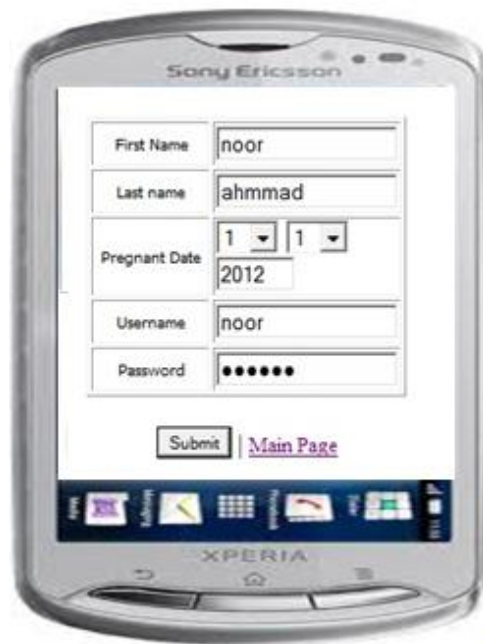 Sony Ericsson
First Name noor
Last name ahmmad
Pregnant Date 1 1
2012
Username noor
Password ••••••
Submit | Main Page
XPERIA